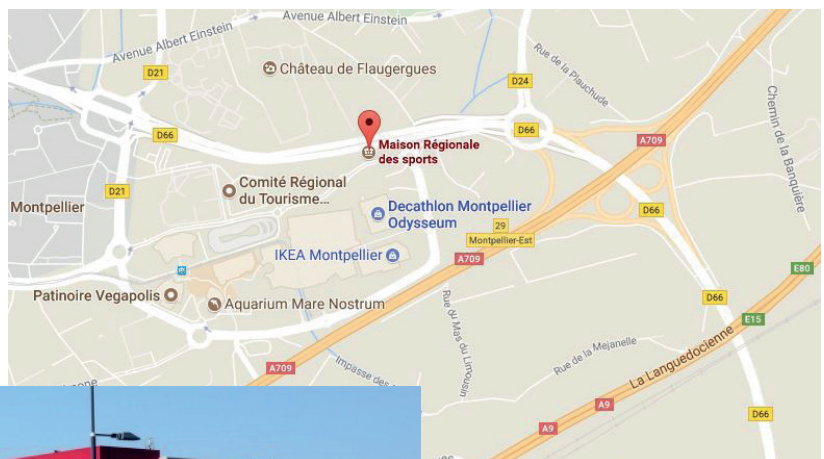 Avenue Albert Einstein
Avenue Albert Einstein
D21
Château de Flaugergues
Rue de la Plauchude
D24
D66
D66
A709
Chemin de la Banquière
Maison Régionale
des sports
D21
Comité Régional
du Tourisme...
Montpellier
Decathlon Montpellier
Odysseum
D66
29
Montpellier-Est
IKEA Montpellier
A709
E80
Patinoire Vegapolis
Aquarium Mare Nostrum
D66
E15
Rue du Mas du Limousin
Rue de la Mejanelle
La Languedocienne
A709
Impasse des
A9
D66
A9